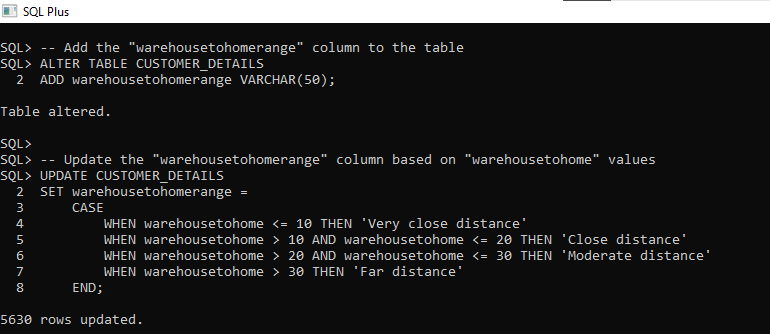 SQL Plus
SQL> -- Add the "warehousetohomerange" column to the table
SQL> ALTER TABLE CUSTOMER_DETAILS
  2  ADD warehousetohomerange VARCHAR(50);
Table altered.
SQL>
SQL> -- Update the "warehousetohomerange" column based on "warehousetohome" values
SQL> UPDATE CUSTOMER_DETAILS
  2  SET warehousetohomerange =
  3      CASE
  4          WHEN warehousetohome <= 10 THEN 'Very close distance'
  5          WHEN warehousetohome > 10 AND warehousetohome <= 20 THEN 'Close distance'
  6          WHEN warehousetohome > 20 AND warehousetohome <= 30 THEN 'Moderate distance'
  7          WHEN warehousetohome > 30 THEN 'Far distance'
  8      END;
5630 rows updated.